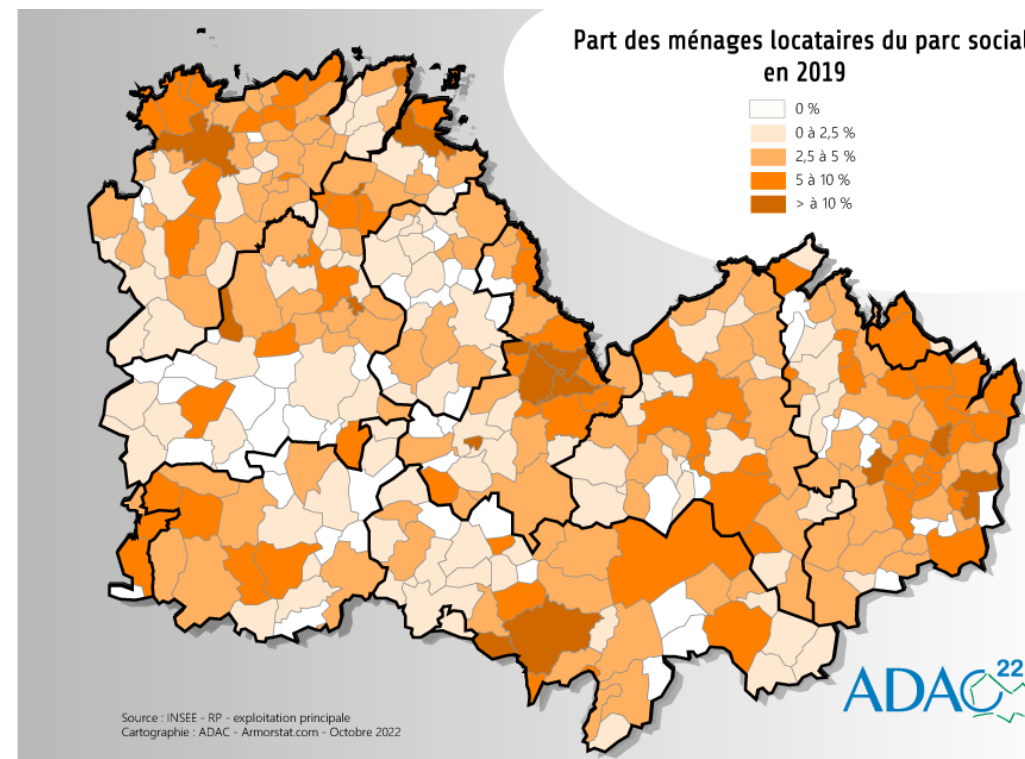 Part des ménages locataires du parc social
en 2019
0 %
0 à 2,5 %
2,5 à 5 %
5 à 10 %
> à 10 %
ADAC 22
Source : INSEE - RP - exploitation principale
Cartographie : ADAC - Armorstat.com - Octobre 2022